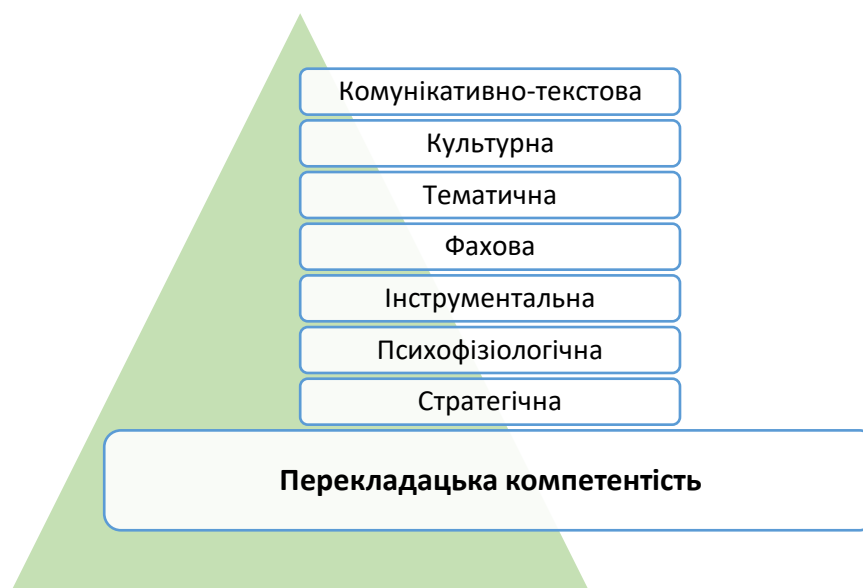 Комунікативно-текстова
Культурна
Тематична
Фахова
Інструментальна
Психофізіологічна
Стратегічна
Перекладацька компетентість